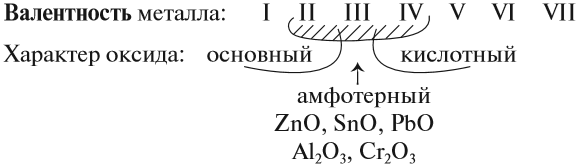 Валентность металла: I II III IV V VI VII
Характер оксида: основный кислотный
амфотерный
ZnO, SnO, PbO
Al₂O₃, Cr₂O₃